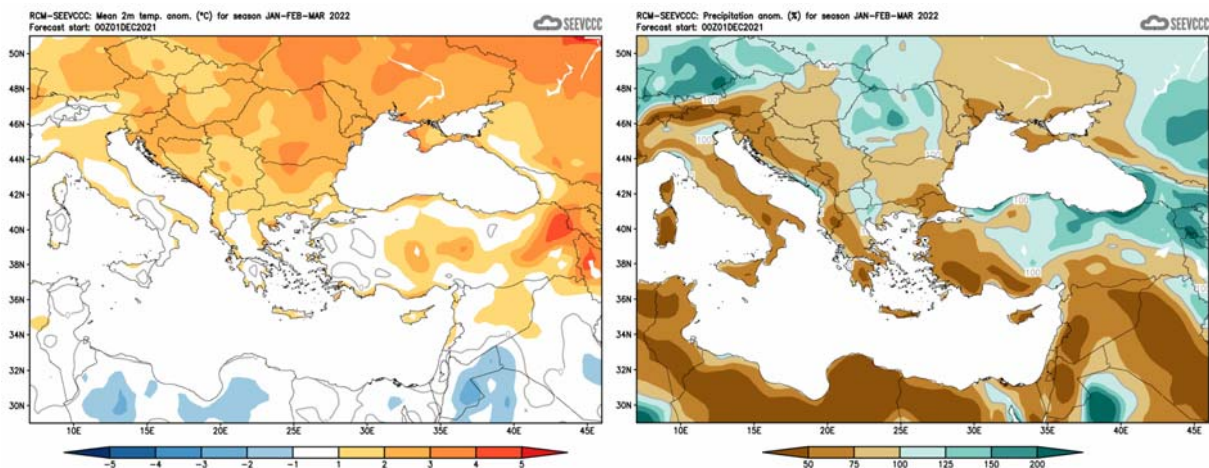 RCM-SEEVCCC: Mean 2m temp. anom. (°C) for season JAN-FEB-MAR 2022
Forecast start: 00Z01DEC2021
SEEVCCC
50N
48N
46N
44N
42N
40N
38N
36N
34N
32N
30N
10E 15E 20E 25E 30E 35E 40E 45E
-5 -4 -3 -2 -1 1 2 3 4 5
RCM-SEEVCCC: Precipitation anom. (%) for season JAN-FEB-MAR 2022
Forecast start: 00Z01DEC2021
SEEVCCC
50N
48N
46N
44N
42N
40N
38N
36N
34N
32N
30N
100
100
100
100
100
10E 15E 20E 25E 30E 35E 40E 45E
50 75 100 125 150 200